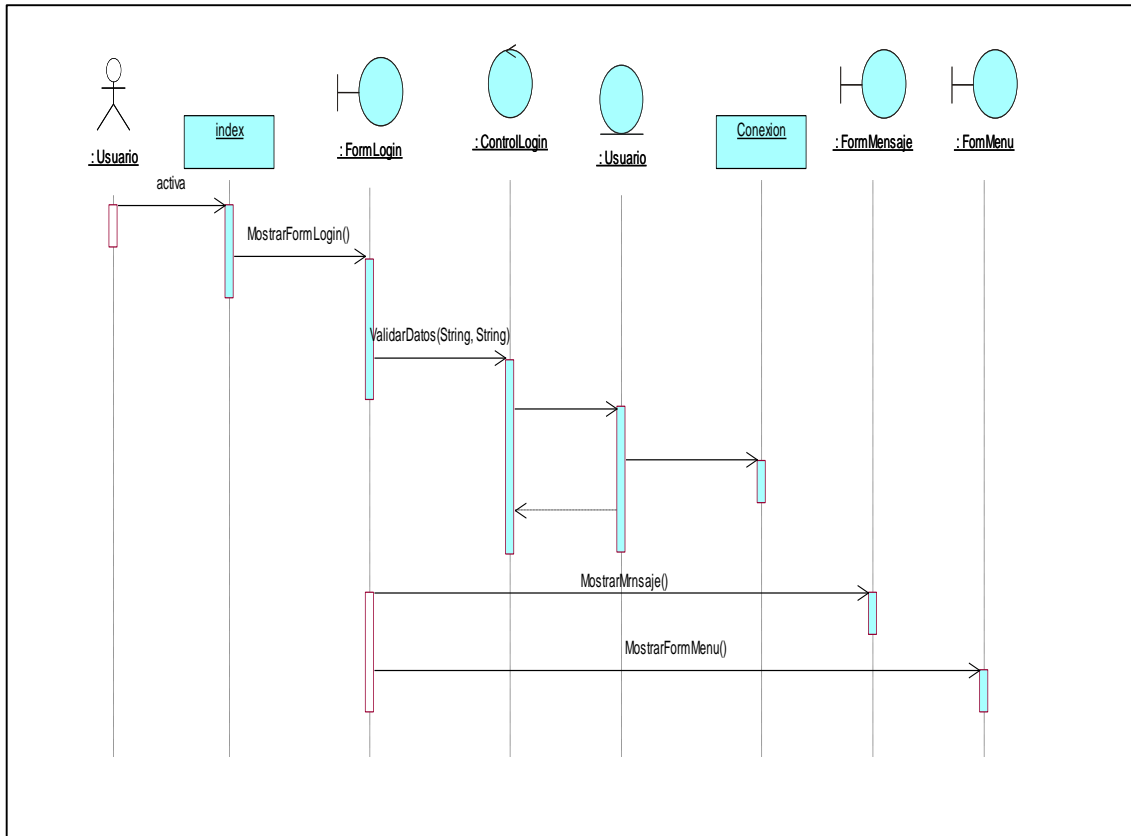 : Usuario
index
: FormLogin
: ControlLogin
: Usuario
Conexion
: FormMensaje
: FomMenu
activa
MostrarFormLogin()
ValidarDatos(String, String)
MostrarMrnsaje()
MostrarFormMenu()